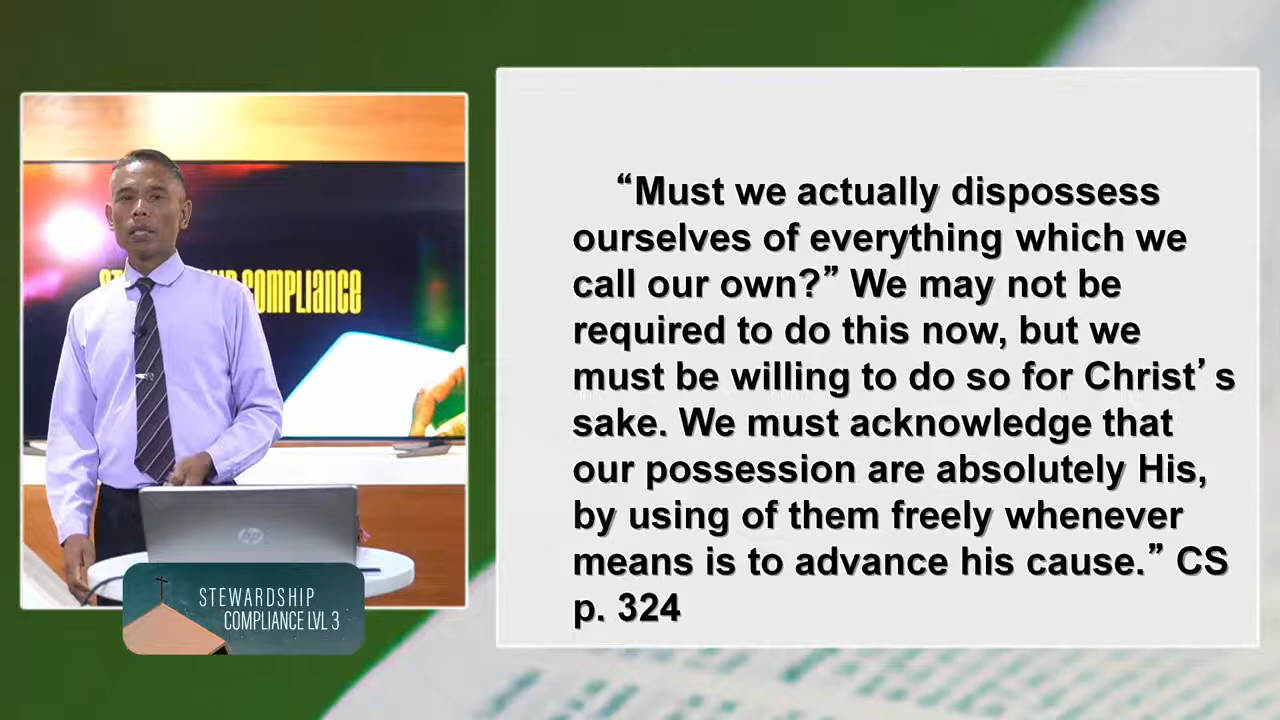 COMPLIANCE
hp
STEWARDSHIP
COMPLIANCE LVL 3
“Must we actually dispossess
ourselves of everything which we
call our own?” We may not be
required to do this now, but we
must be willing to do so for Christ’s
sake. We must acknowledge that
our possession are absolutely His,
by using of them freely whenever
means is to advance his cause.” CS
p. 324